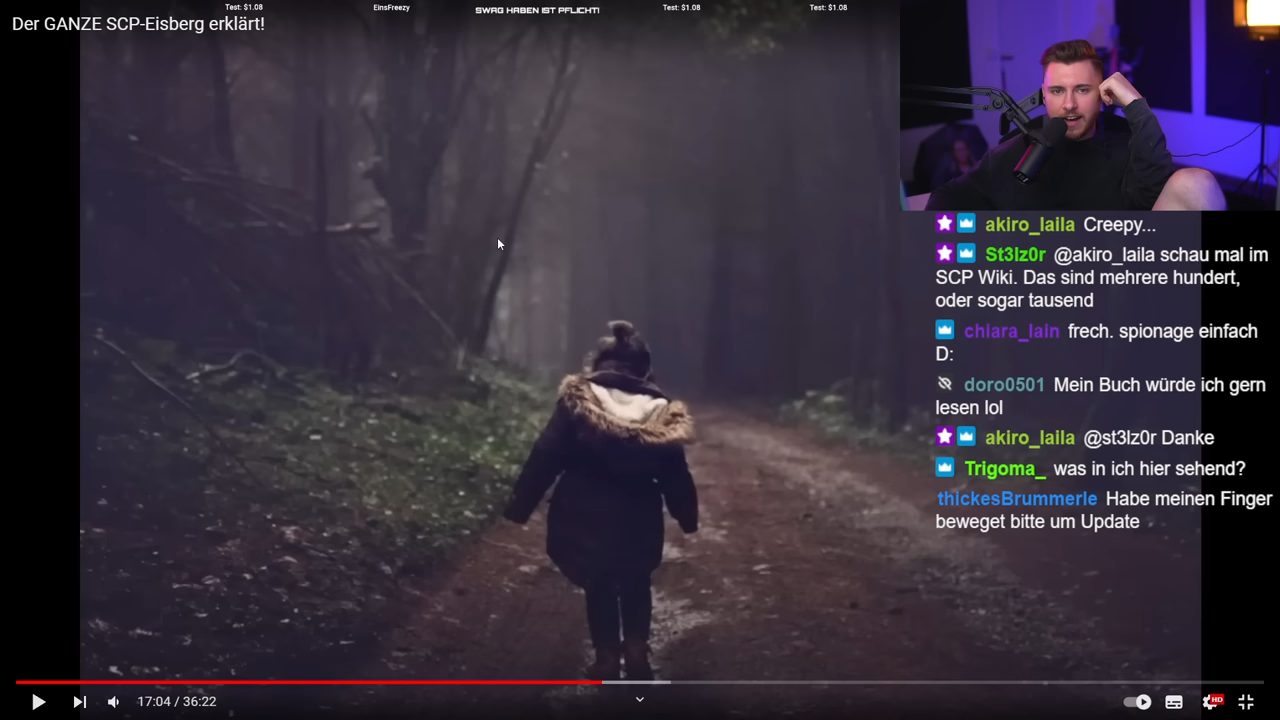 Test: $1.08
EinsFreezy
SWAG HABEN IST PFLICHT!
Test: $1.08
Test: $1.08
Der GANZE SCP-Eisberg erklärt!
akiro_laila Creepy...
St3lz0r @akiro_laila schau mal im
SCP Wiki. Das sind mehrere hundert,
oder sogar tausend
chiara_lain frech. spionage einfach
D:
doro0501 Mein Buch würde ich gern
lesen lol
akiro_laila @st3lz0r Danke
Trigoma_ was in ich hier sehend?
thickesBrummerle Habe meinen Finger
beweget bitte um Update
17:04 / 36:22
HD